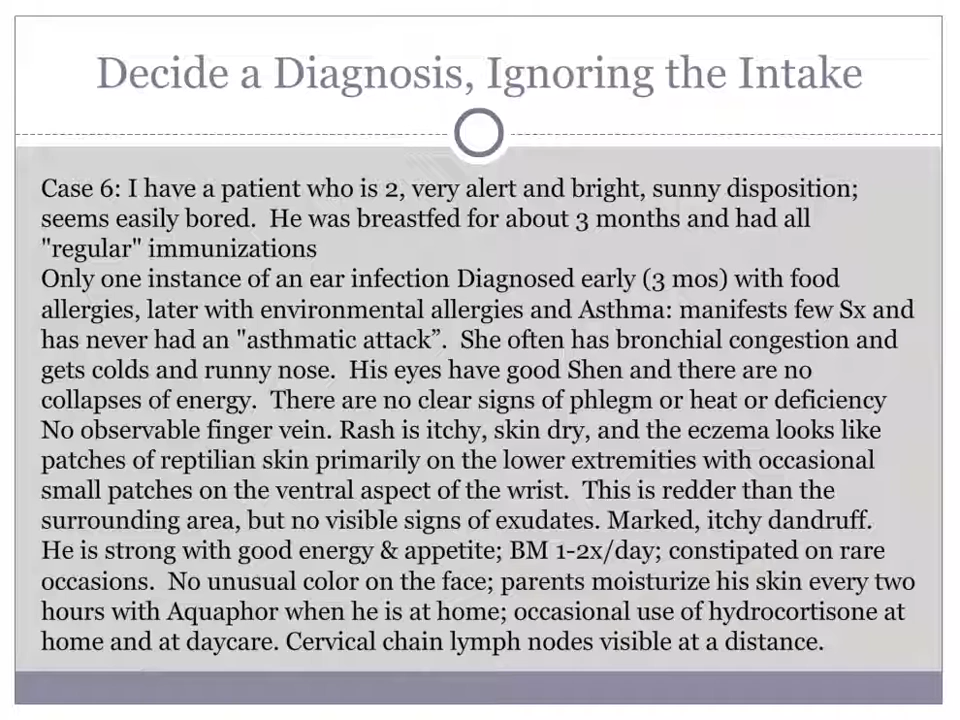 Decide a Diagnosis, Ignoring the Intake
Case 6: I have a patient who is 2, very alert and bright, sunny disposition;
seems easily bored.  He was breastfed for about 3 months and had all
"regular" immunizations
Only one instance of an ear infection Diagnosed early (3 mos) with food
allergies, later with environmental allergies and Asthma: manifests few Sx and
has never had an "asthmatic attack”.  She often has bronchial congestion and
gets colds and runny nose.  His eyes have good Shen and there are no
collapses of energy.  There are no clear signs of phlegm or heat or deficiency
No observable finger vein. Rash is itchy, skin dry, and the eczema looks like
patches of reptilian skin primarily on the lower extremities with occasional
small patches on the ventral aspect of the wrist.  This is redder than the
surrounding area, but no visible signs of exudates. Marked, itchy dandruff.
He is strong with good energy & appetite; BM 1-2x/day; constipated on rare
occasions.  No unusual color on the face; parents moisturize his skin every two
hours with Aquaphor when he is at home; occasional use of hydrocortisone at
home and at daycare. Cervical chain lymph nodes visible at a distance.